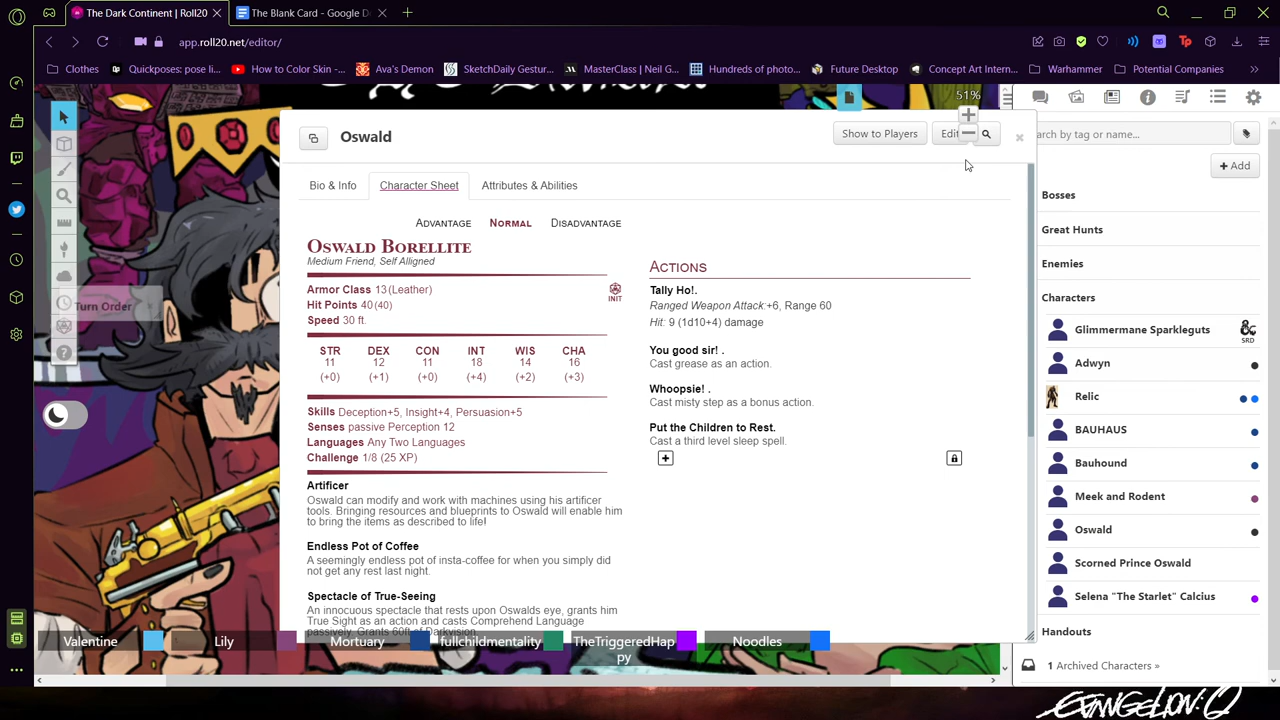 The Dark Continent | Roll20
The Blank Card - Google D
app.roll20.net/editor/
Clothes
Quickposes: pose li...
How to Color Skin -...
Ava's Demon
SketchDaily Gestur...
MasterClass | Neil G...
Hundreds of photo...
Future Desktop
Concept Art Intern...
Warhammer
Potential Companies
51%
Oswald
Show to Players
Edit
Bio & Info
Character Sheet
Attributes & Abilities
Advantage
Normal
Disadvantage
Oswald Borellite
Medium Friend, Self Alligned
Armor Class 13 (Leather)
Hit Points 40 (40)
Speed 30 ft.
INIT
STR DEX CON INT WIS CHA
11 12 11 18 14 16
(+0) (+1) (+0) (+4) (+2) (+3)
Skills Deception+5, Insight+4, Persuasion+5
Senses passive Perception 12
Languages Any Two Languages
Challenge 1/8 (25 XP)
Artificer
Oswald can modify and work with machines using his artificer
tools. Bringing resources and blueprints to Oswald will enable him
to bring the items as described to life!
Endless Pot of Coffee
A seemingly endless pot of insta-coffee for when you simply did
not get any rest last night.
Spectacle of True-Seeing
An innocuous spectacle that rests upon Oswalds eye, grants him
True Sight as an action and casts Comprehend Language
passively. Grants 60ft of Darkvision.
Actions
Tally Ho!.
Ranged Weapon Attack: +6, Range 60
Hit: 9 (1d10+4) damage
You good sir! .
Cast grease as an action.
Whoopsie! .
Cast misty step as a bonus action.
Put the Children to Rest.
Cast a third level sleep spell.
Turn Order
Valentine
Lily
Mortuary
fullchildmentality
TheTriggeredHap
py
Noodles
arch by tag or name...
+ Add
Bosses
Great Hunts
Enemies
Characters
Glimmermane Sparkleguts
SRD
Adwyn
Relic
BAUHAUS
Bauhound
Meek and Rodent
Oswald
Scorned Prince Oswald
Selena "The Starlet" Calcius
Handouts
1 Archived Characters »